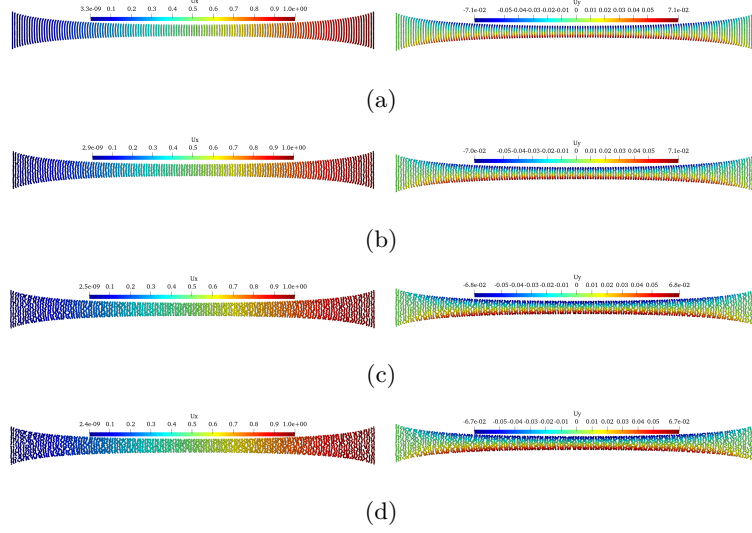 Ux
3.3e-09 0.1 0.2 0.3 0.4 0.5 0.6 0.7 0.8 0.9 1.0e+00
Uy
-7.1e-02 -0.05 -0.04 -0.03 -0.02 -0.01 0 0.01 0.02 0.03 0.04 0.05 7.1e-02
(a)
Ux
2.9e-09 0.1 0.2 0.3 0.4 0.5 0.6 0.7 0.8 0.9 1.0e+00
Uy
-7.0e-02 -0.05 -0.04 -0.03 -0.02 -0.01 0 0.01 0.02 0.03 0.04 0.05 7.1e-02
(b)
Ux
2.5e-09 0.1 0.2 0.3 0.4 0.5 0.6 0.7 0.8 0.9 1.0e+00
Uy
-6.8e-02 -0.05 -0.04 -0.03 -0.02 -0.01 0 0.01 0.02 0.03 0.04 0.05 6.8e-02
(c)
Ux
2.4e-09 0.1 0.2 0.3 0.4 0.5 0.6 0.7 0.8 0.9 1.0e+00
Uy
-6.7e-02 -0.05 -0.04 -0.03 -0.02 -0.01 0 0.01 0.02 0.03 0.04 0.05 6.7e-02
(d)